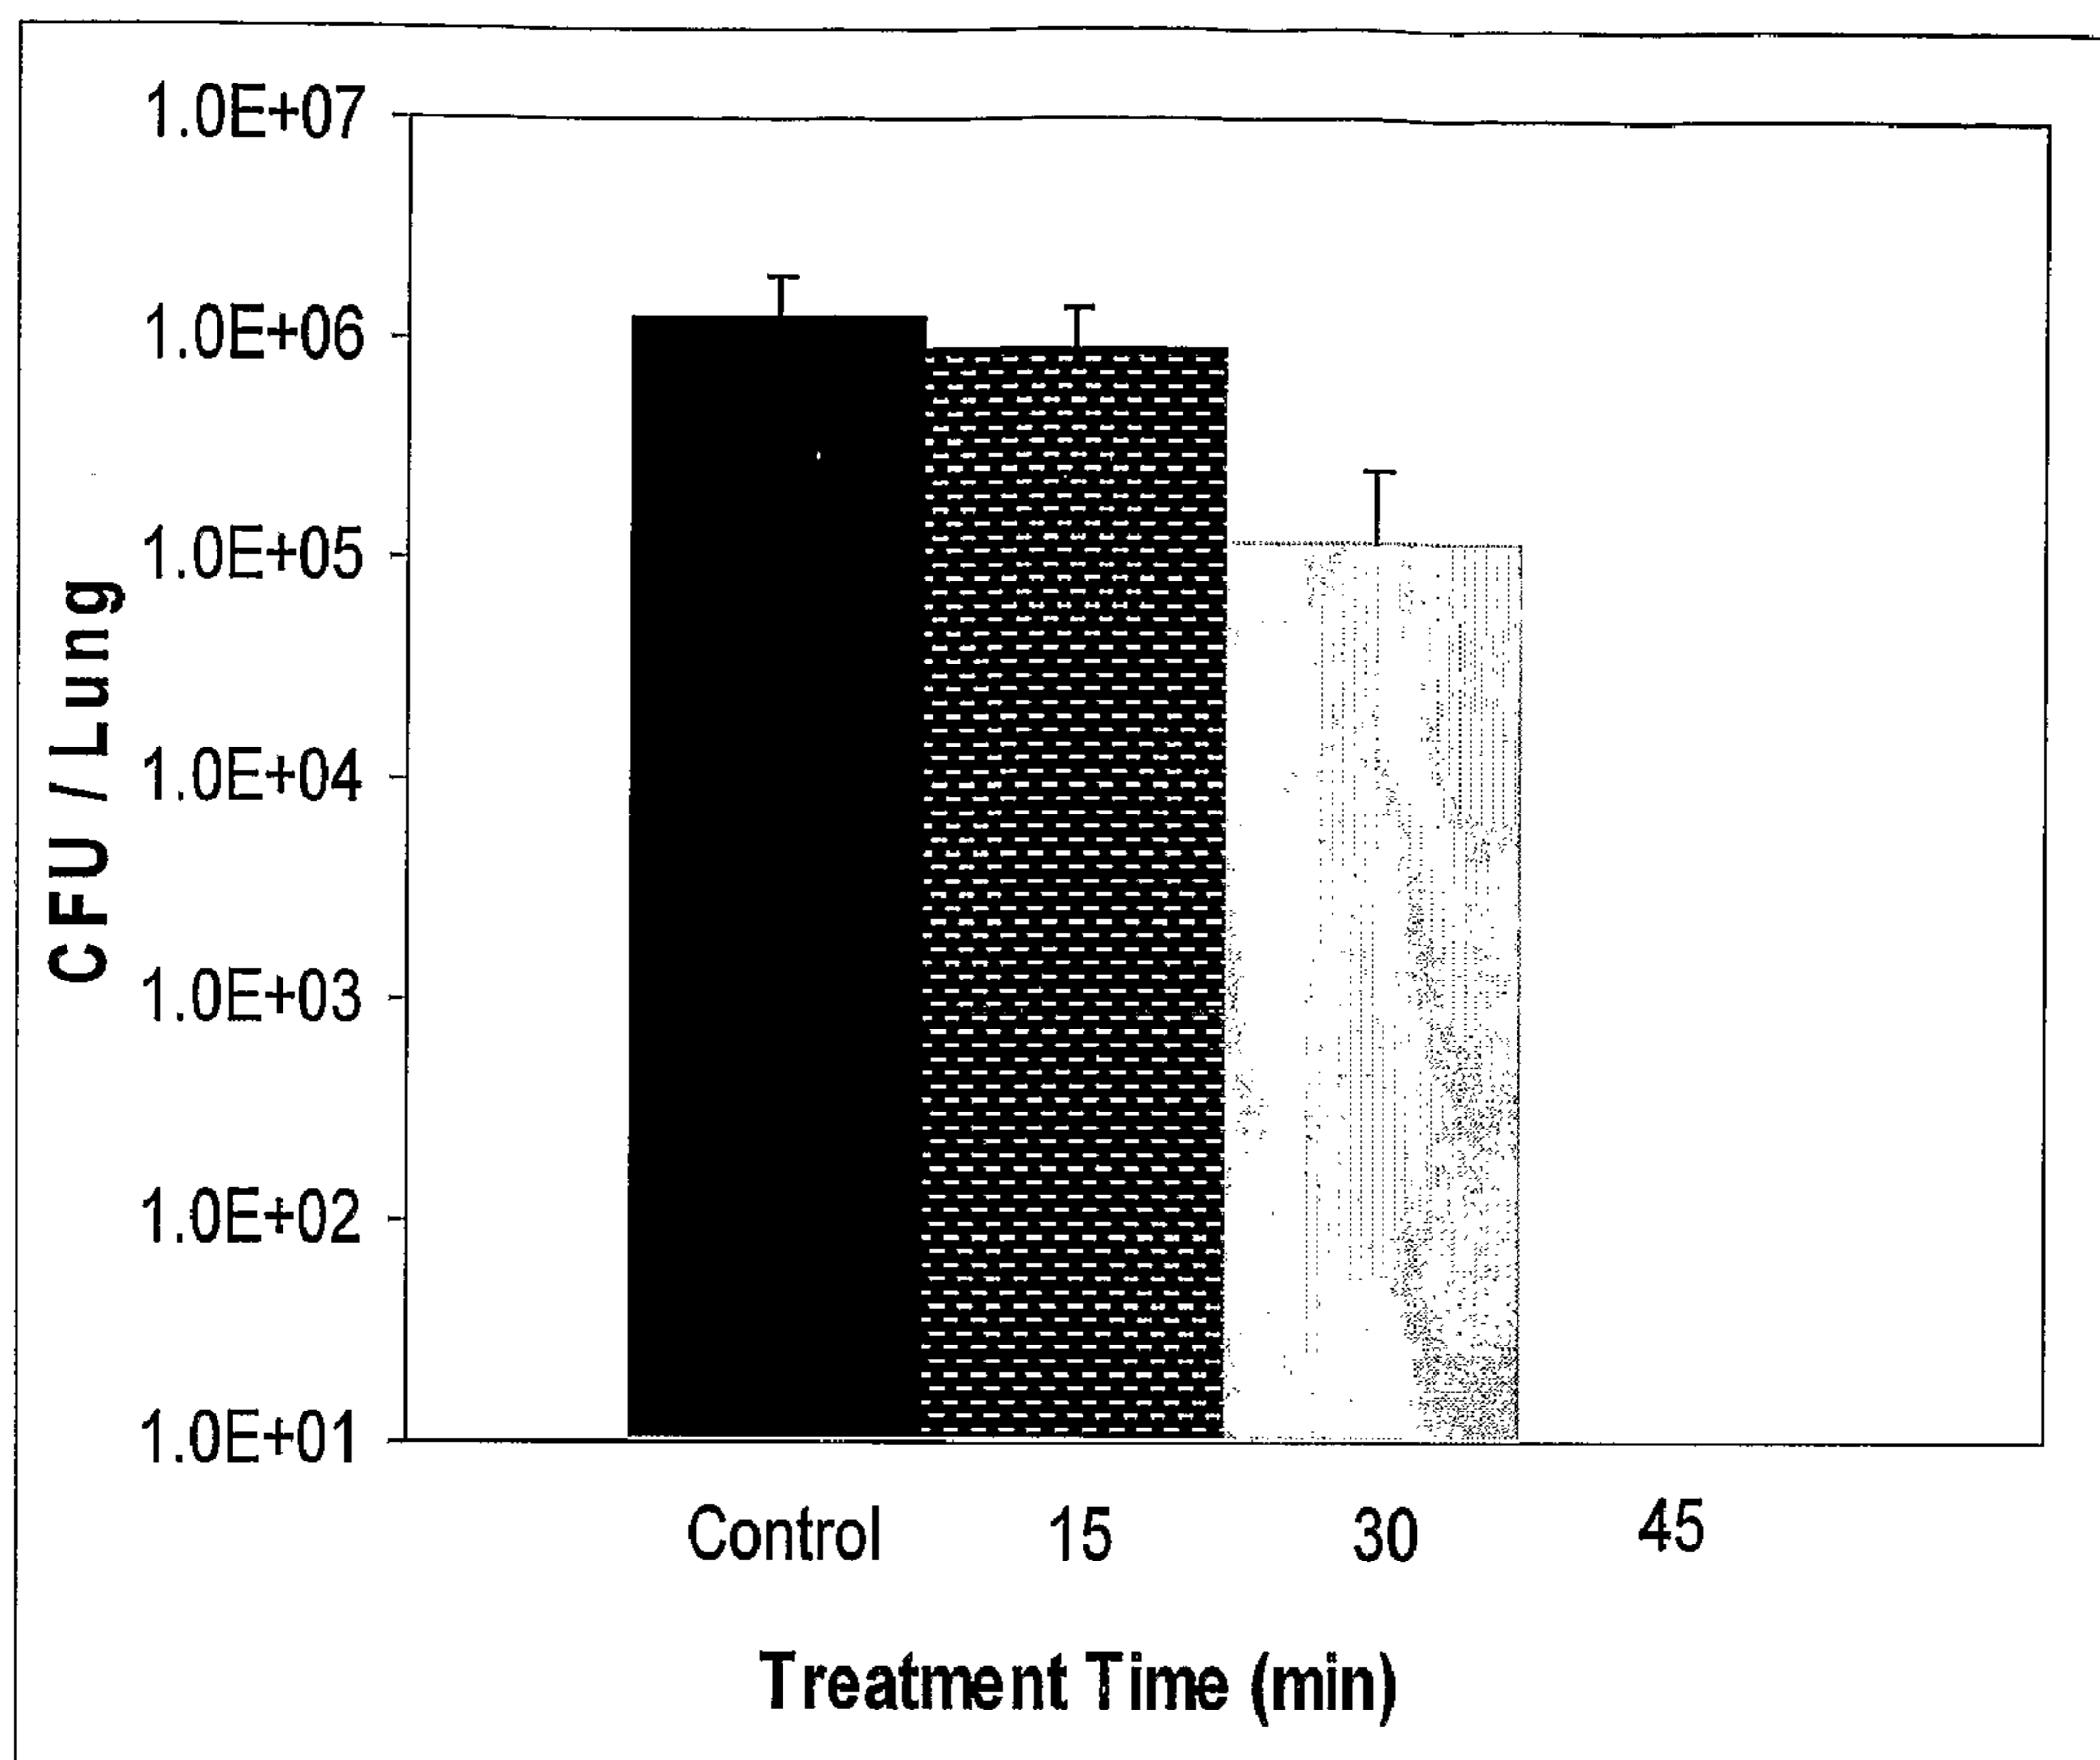 1.0E+07
1.0E+06
1.0E+05
1.0E+04
1.0E+03
1.0E+02
1.0E+01
CFU / Lung
Control 15 30 45
Treatment Time (min)